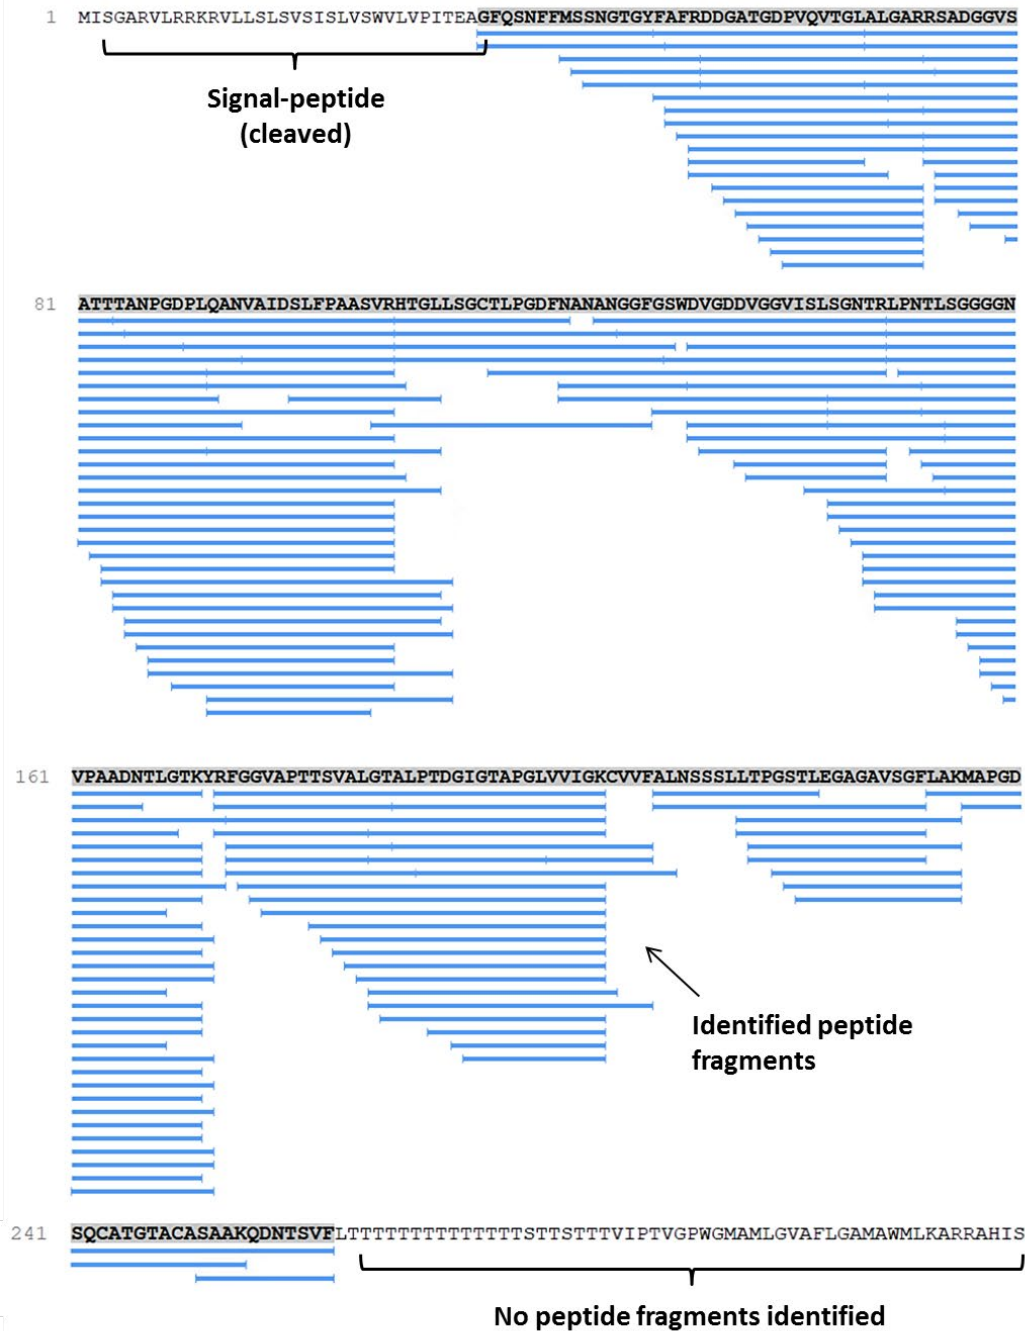 1 MISGARVLRRKRVLLSLSVSISLVSWVLVPITEAGFQSNFFMSSNGTGYFAFRDDGATGDPVQVTGLALGARRSADGGVS
Signal-peptide
(cleaved)
81 ATTTANPGDPLQANVAIDSLFPAASVRHTGLLSGCTLPGDFNANANGGFGSWDVGDDVGGVISLSGNTRLPNTLSGGGGN
161 VPAADNTLGTKYRFGGVAPTTSVALGTALPTDGIGTAPGLVVIGKCVVFALNSSSLLTPGSTLEGAGAVSGFLAKMAPGD
Identified peptide
fragments
241 SQCATGTACASAAKQDNTSVFLTTTTTTTTTTTTTTSTTSTTTVIPTVGPWGMAMLGVAFLGAMAWMLKARRAHIS
No peptide fragments identified